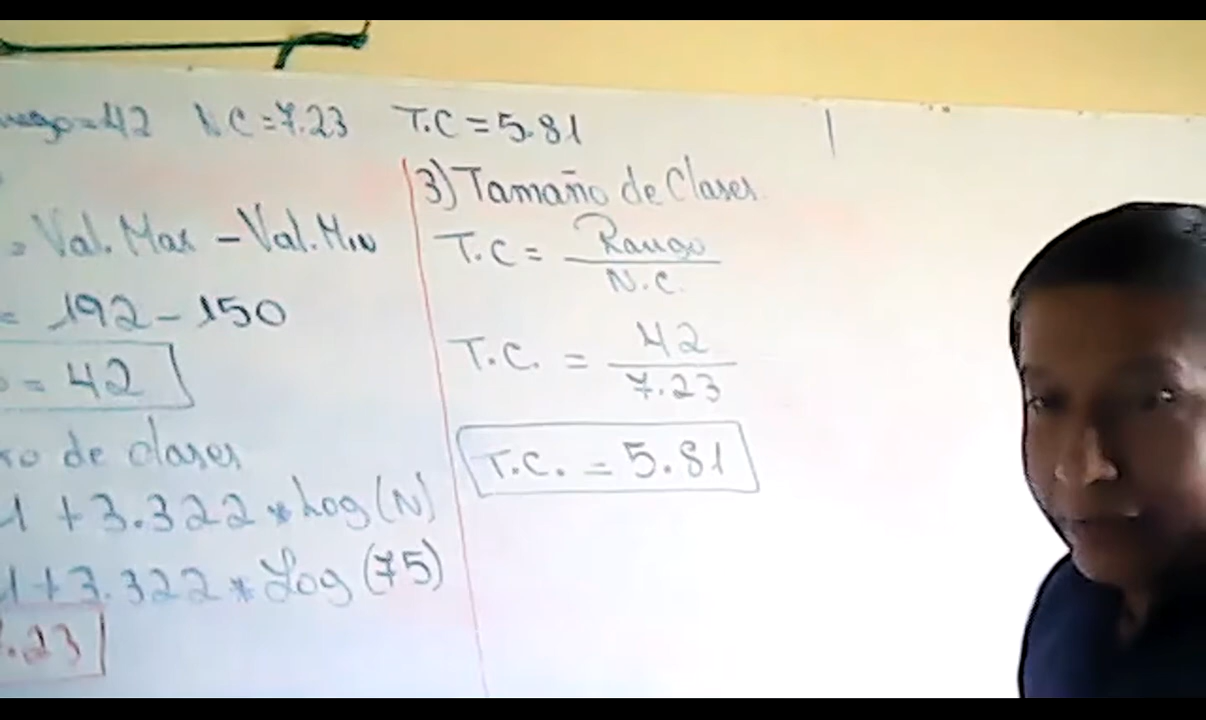 =42 N.C=7.23 T.C=5.81
= Val. Max - Val. Min
= 192-150
= 42
de clases
1 + 3.322 * Log (N)
1+3.322 * Log (75)
.23
3) Tamaño de Clases
T.C = Rango
N.C.
T.C. = 42
7.23
T.C. = 5.81